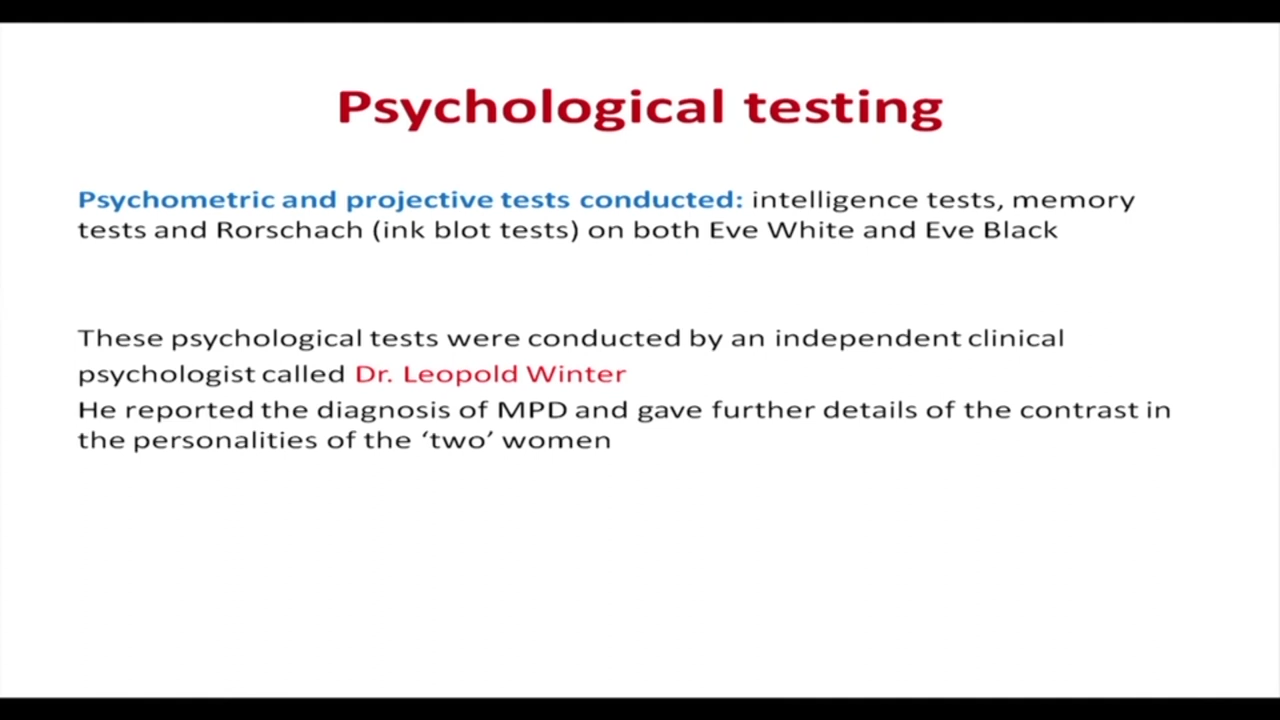 Psychological testing
Psychometric and projective tests conducted: intelligence tests, memory
tests and Rorschach (ink blot tests) on both Eve White and Eve Black
These psychological tests were conducted by an independent clinical
psychologist called Dr. Leopold Winter
He reported the diagnosis of MPD and gave further details of the contrast in
the personalities of the ‘two’ women